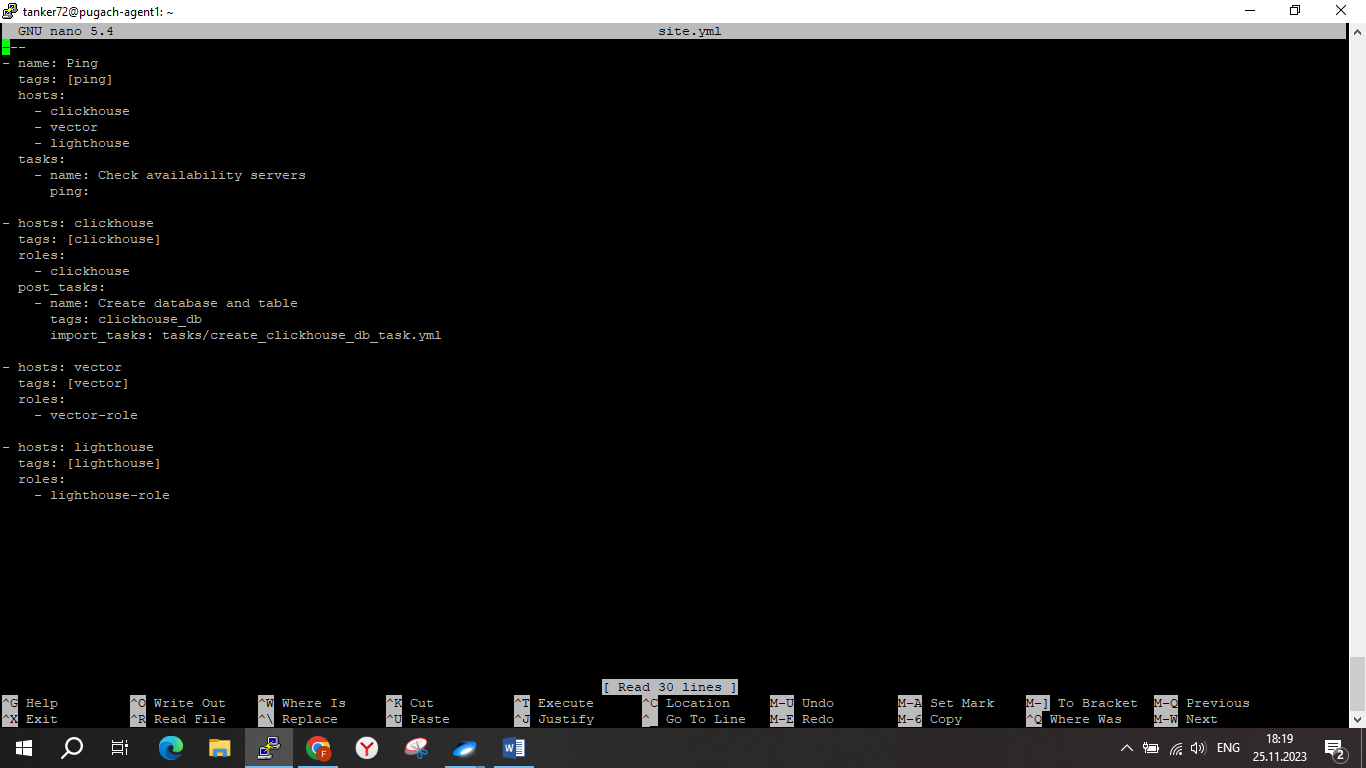 tanker72@pugach-agent1: ~
GNU nano 5.4 site.yml
---
- name: Ping
  tags: [ping]
  hosts:
    - clickhouse
    - vector
    - lighthouse
  tasks:
    - name: Check availability servers
      ping:
- hosts: clickhouse
  tags: [clickhouse]
  roles:
    - clickhouse
  post_tasks:
    - name: Create database and table
      tags: clickhouse_db
      import_tasks: tasks/create_clickhouse_db_task.yml
- hosts: vector
  tags: [vector]
  roles:
    - vector-role
- hosts: lighthouse
  tags: [lighthouse]
  roles:
    - lighthouse-role
[ Read 30 lines ]
^G Help ^O Write Out ^W Where Is ^K Cut ^T Execute ^C Location M-U Undo M-A Set Mark M-] To Bracket M-Q Previous
^X Exit ^R Read File ^\ Replace ^U Paste ^J Justify ^_ Go To Line M-E Redo M-6 Copy ^Q Where Was M-W Next
ENG
18:19
25.11.2023
2